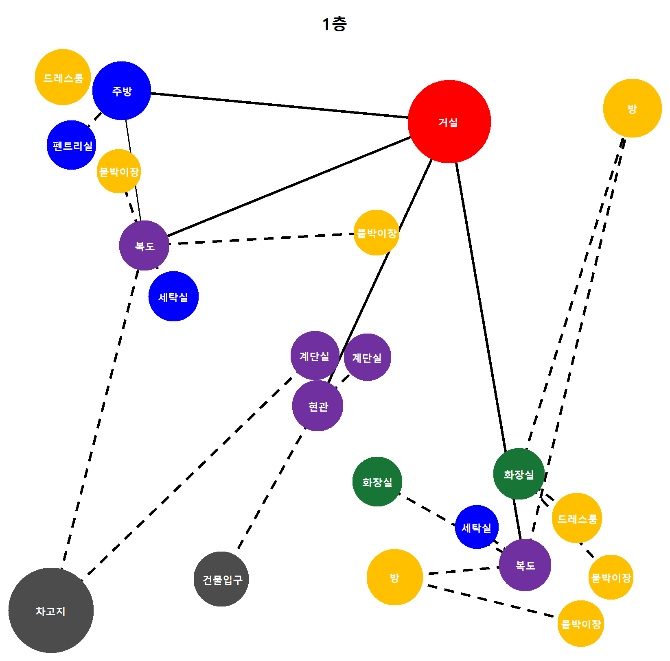 1층
드레스룸
주방
방
거실
펜트리실
붙박이장
붙박이장
복도
세탁실
계단실
계단실
현관
화장실
화장실
드레스룸
세탁실
복도
방
건물입구
붙박이장
차고지
붙박이장